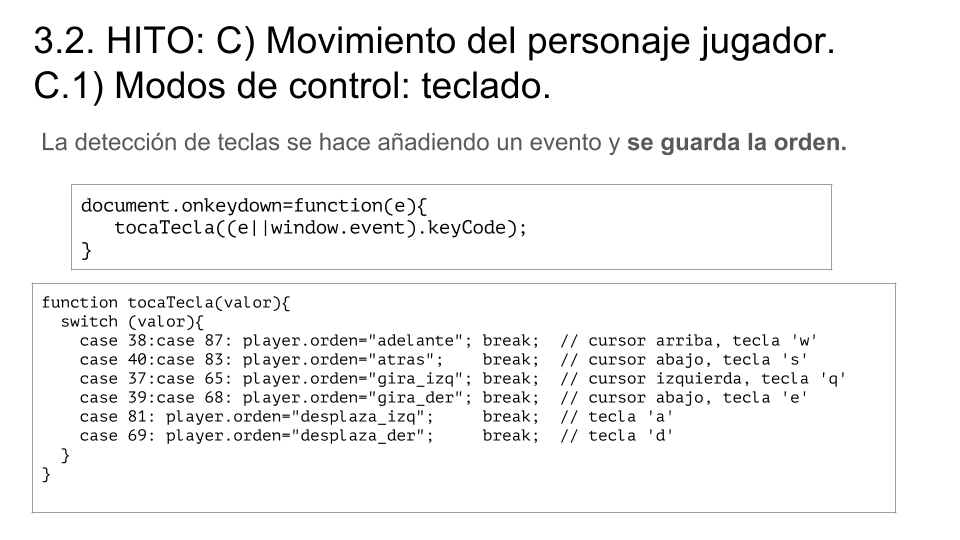 3.2. HITO: C) Movimiento del personaje jugador.
C.1) Modos de control: teclado.
La detección de teclas se hace añadiendo un evento y se guarda la orden.
document.onkeydown=function(e){
   tocaTecla((e||window.event).keyCode);
}
function tocaTecla(valor){
  switch (valor){
    case 38:case 87: player.orden="adelante"; break;  // cursor arriba, tecla 'w'
    case 40:case 83: player.orden="atras";    break;  // cursor abajo, tecla 's'
    case 37:case 65: player.orden="gira_izq"; break;  // cursor izquierda, tecla 'q'
    case 39:case 68: player.orden="gira_der"; break;  // cursor abajo, tecla 'e'
    case 81: player.orden="desplaza_izq";     break;  // tecla 'a'
    case 69: player.orden="desplaza_der";     break;  // tecla 'd'
  }
}